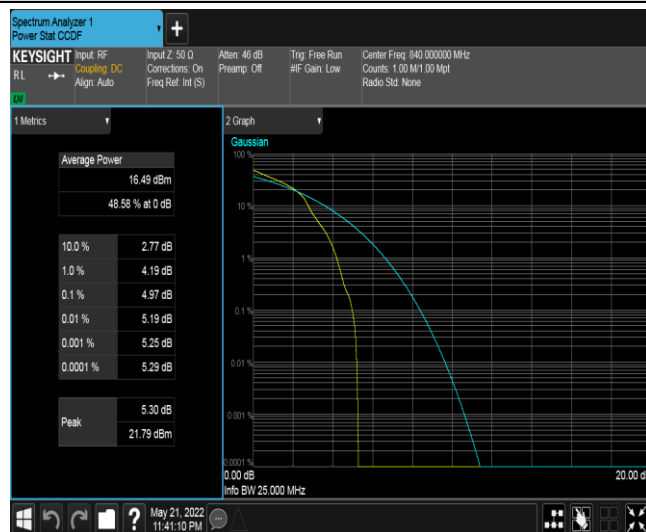 Spectrum Analyzer 1
Power Stat CCDF
+
KEYSIGHT
RL
LXI
Input: RF
Coupling: DC
Align: Auto
Input Z: 50 Ω
Corrections: On
Freq Ref: Int (S)
Atten: 46 dB
Preamp: Off
Trig: Free Run
#IF Gain: Low
Center Freq: 840.000000 MHz
Counts: 1.00 M/1.00 Mpt
Radio Std: None
1 Metrics
Average Power
16.49 dBm
48.58 % at 0 dB
10.0 % 2.77 dB
1.0 % 4.19 dB
0.1 % 4.97 dB
0.01 % 5.19 dB
0.001 % 5.25 dB
0.0001 % 5.29 dB
Peak
5.30 dB
21.79 dBm
2 Graph
Gaussian
100 %
10 %
1 %
0.1 %
0.01 %
0.001 %
0.0001 %
0.00 dB
20.00 d
Info BW 25.000 MHz
?
May 21, 2022
11:41:10 PM